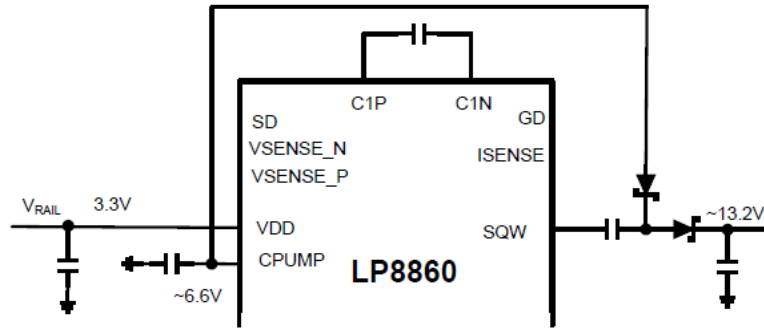 C1P C1N
SD GD
VSENSE_N
ISENSE
VSENSE_P
VRAIL 3.3V ~13.2V
VDD SQW
CPUMP
LP8860
~6.6V